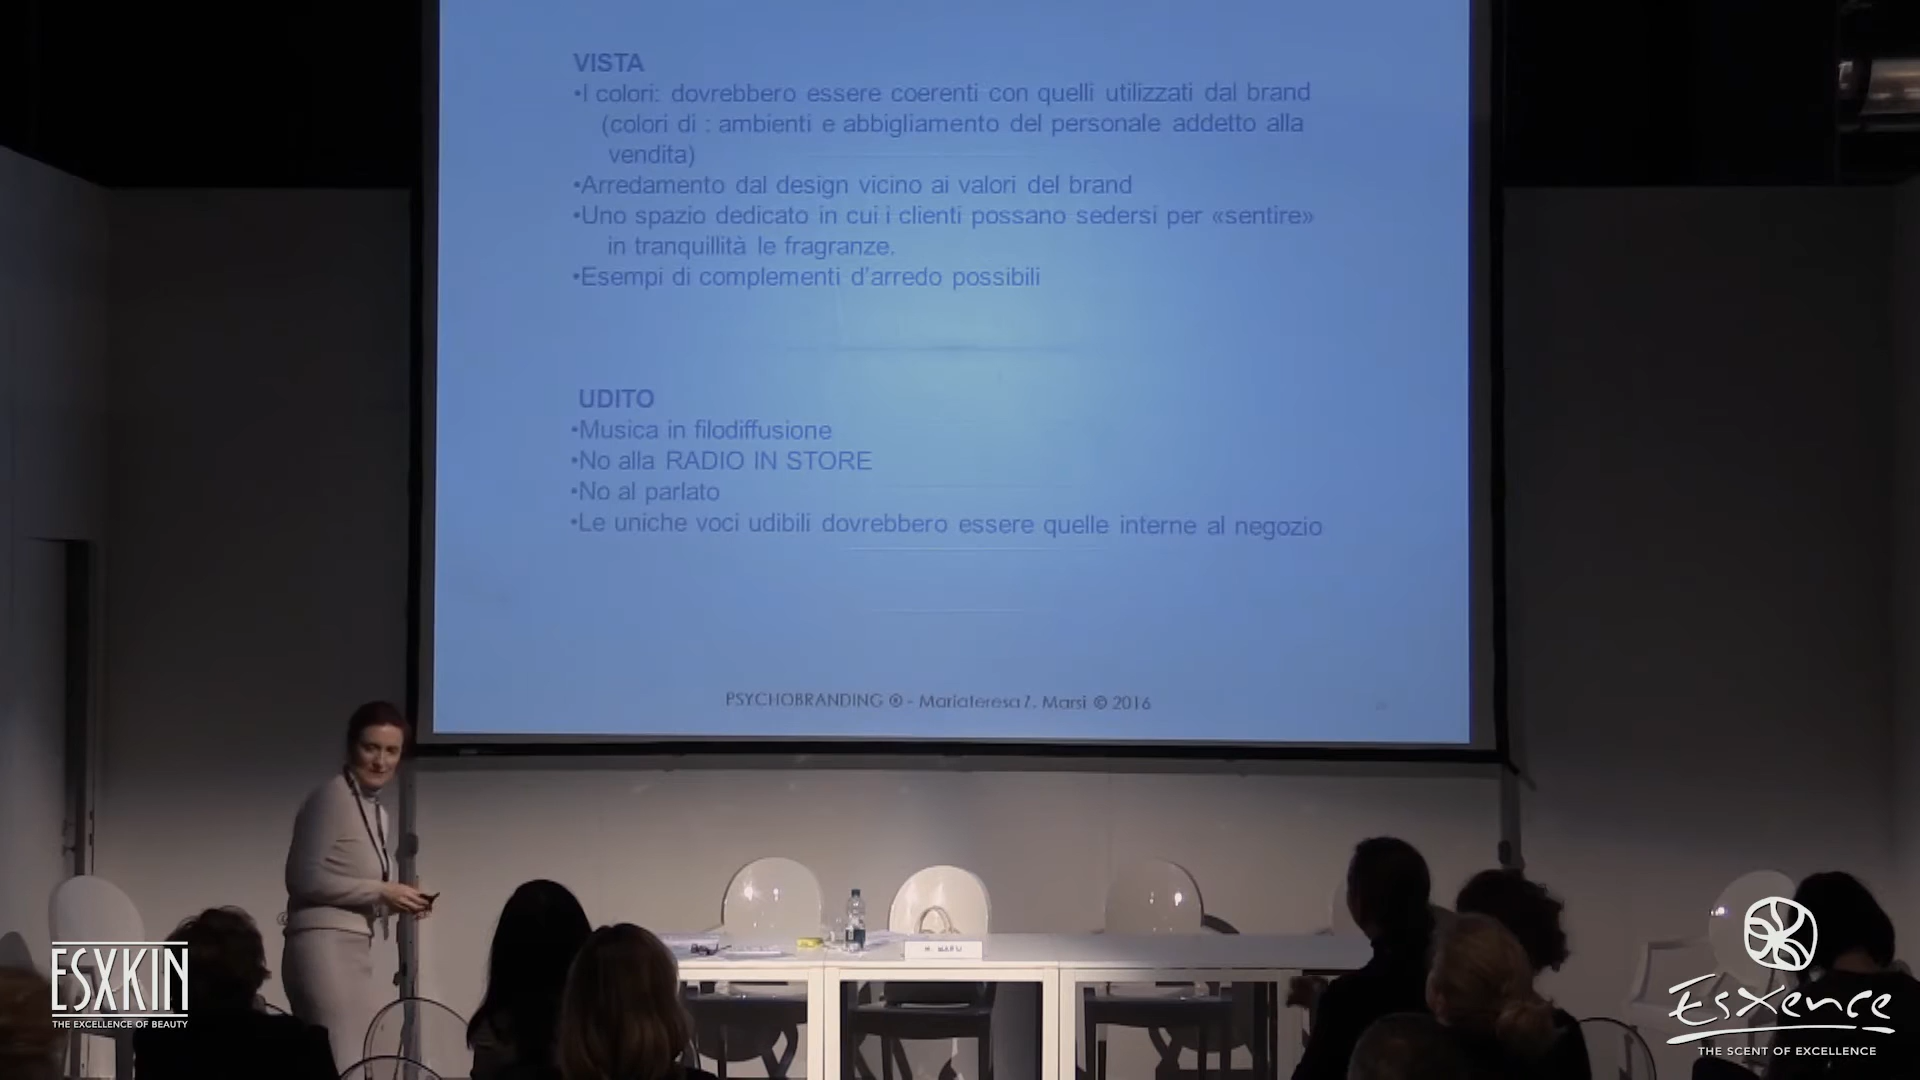 VISTA
•I colori: dovrebbero essere coerenti con quelli utilizzati dal brand
(colori di : ambienti e abbigliamento del personale addetto alla
vendita)
•Arredamento dal design vicino ai valori del brand
•Uno spazio dedicato in cui i clienti possano sedersi per «sentire»
in tranquillità le fragranze.
•Esempi di complementi d'arredo possibili
UDITO
•Musica in filodiffusione
•No alla RADIO IN STORE
•No al parlato
•Le uniche voci udibili dovrebbero essere quelle interne al negozio
PSYCHOBRANDING ® - Mariateresa Z. Marsi © 2016
ESXKIN
THE EXCELLENCE OF BEAUTY
Esxence
THE SCENT OF EXCELLENCE